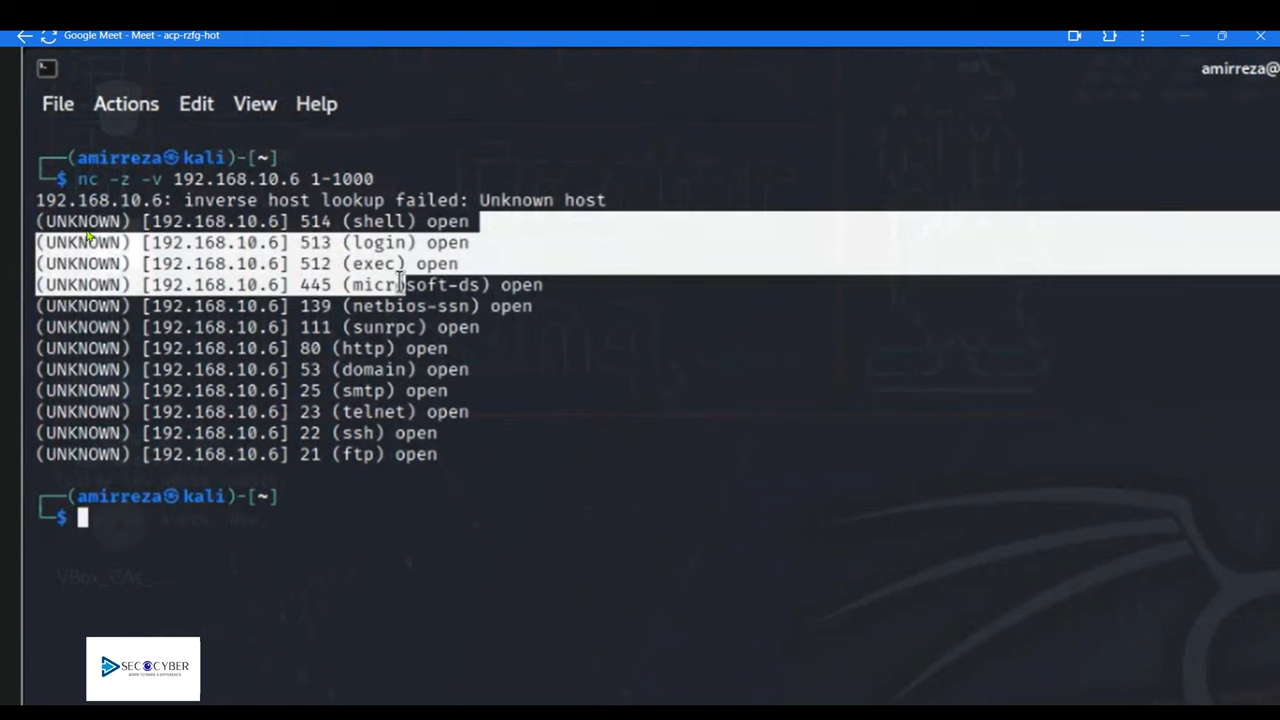 Google Meet - Meet - acp-rzfg-hot
amirreza@
File Actions Edit View Help
┌──(amirreza㉿kali)-[~]
└─$ nc -z -v 192.168.10.6 1-1000
192.168.10.6: inverse host lookup failed: Unknown host
(UNKNOWN) [192.168.10.6] 514 (shell) open
(UNKNOWN) [192.168.10.6] 513 (login) open
(UNKNOWN) [192.168.10.6] 512 (exec) open
(UNKNOWN) [192.168.10.6] 445 (microsoft-ds) open
(UNKNOWN) [192.168.10.6] 139 (netbios-ssn) open
(UNKNOWN) [192.168.10.6] 111 (sunrpc) open
(UNKNOWN) [192.168.10.6] 80 (http) open
(UNKNOWN) [192.168.10.6] 53 (domain) open
(UNKNOWN) [192.168.10.6] 25 (smtp) open
(UNKNOWN) [192.168.10.6] 23 (telnet) open
(UNKNOWN) [192.168.10.6] 22 (ssh) open
(UNKNOWN) [192.168.10.6] 21 (ftp) open
┌──(amirreza㉿kali)-[~]
└─$
VBox_GAs_...
SECOCYBER
BORN TO MAKE A DIFFERENCE